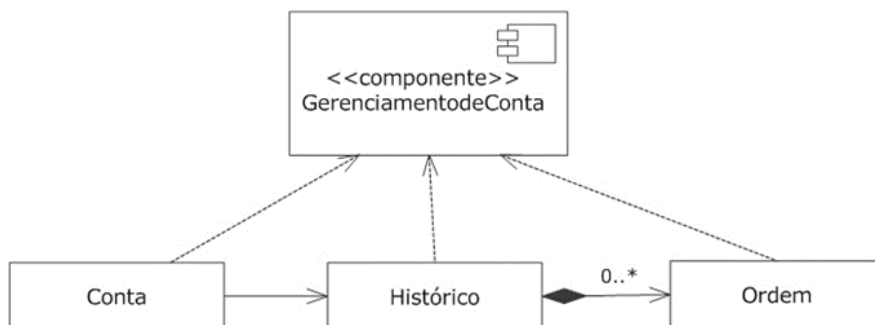 <<componente>>
GerenciamentodeConta
Conta
Histórico
0..*
Ordem